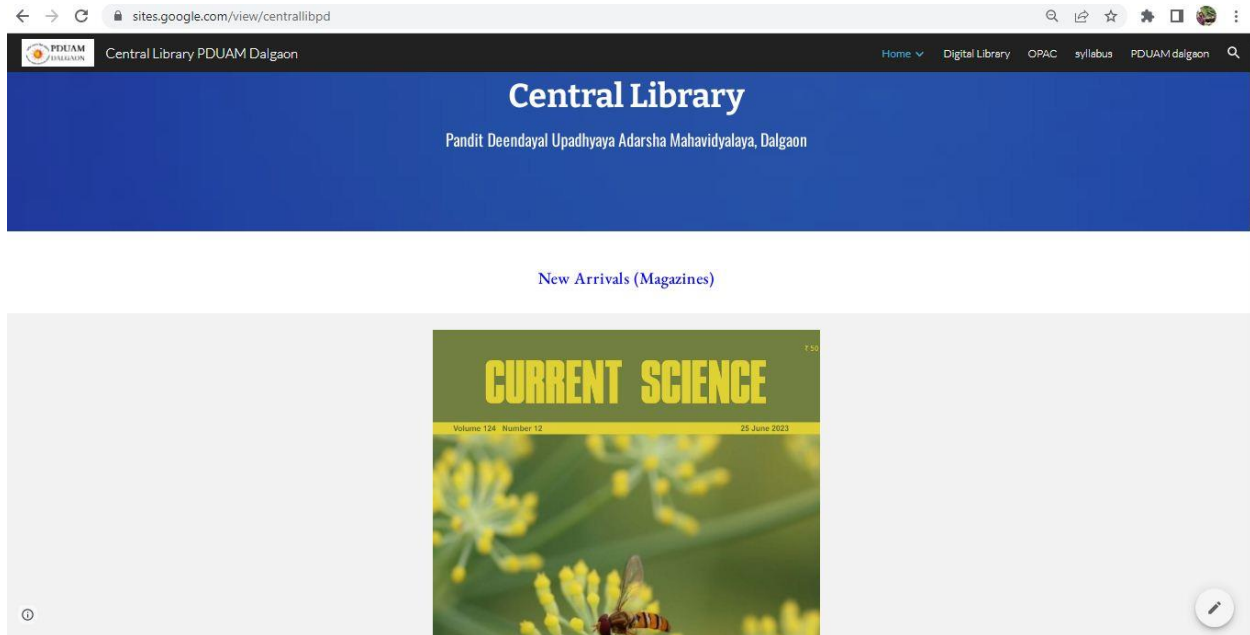 sites.google.com/view/centrallibpd
PDUAM
DALGAON
Central Library PDUAM Dalgaon
Home
Digital Library
OPAC
syllabus
PDUAM dalgaon
Central Library
Pandit Deendayal Upadhyaya Adarsha Mahavidyalaya, Dalgaon
New Arrivals (Magazines)
₹ 50
CURRENT SCIENCE
Volume 124 Number 12
25 June 2023